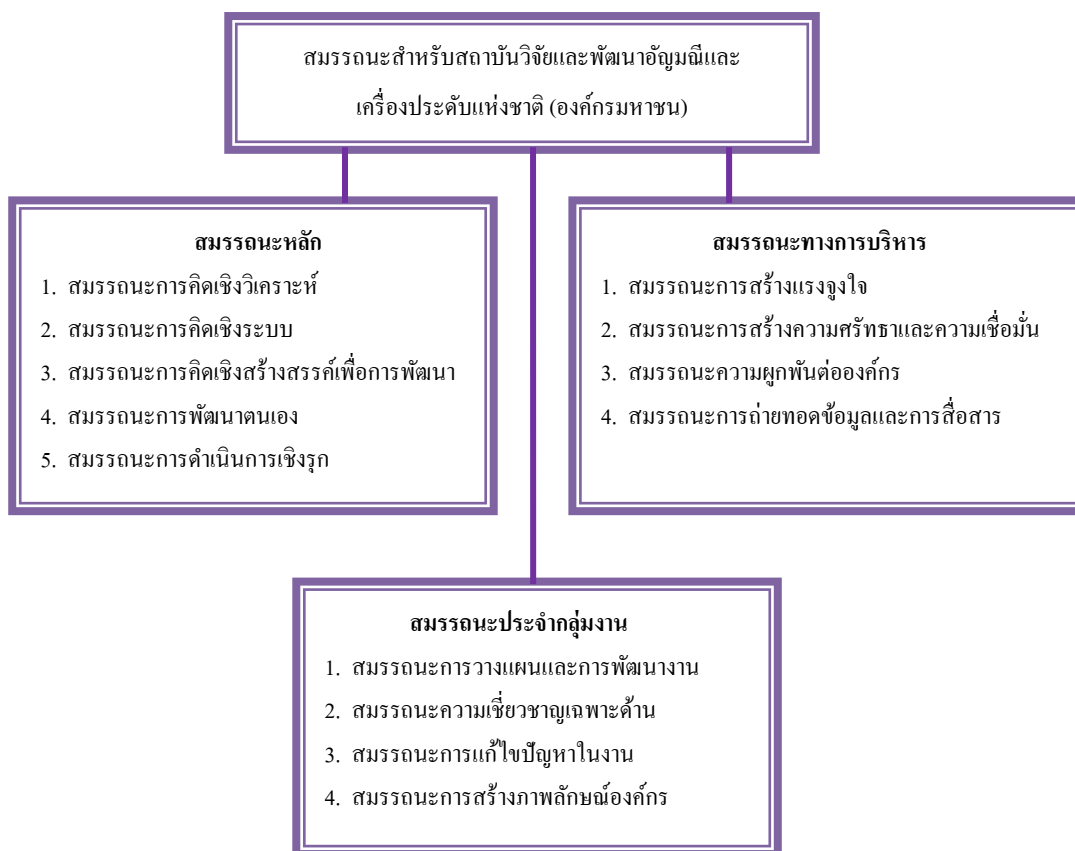 สมรรถนะสำหรับสถาบันวิจัยและพัฒนาอัญมณีและ
เครื่องประดับแห่งชาติ (องค์กรมหาชน)
สมรรถนะหลัก
1. สมรรถนะการคิดเชิงวิเคราะห์
2. สมรรถนะการคิดเชิงระบบ
3. สมรรถนะการคิดเชิงสร้างสรรค์เพื่อการพัฒนา
4. สมรรถนะการพัฒนาตนเอง
5. สมรรถนะการดำเนินการเชิงรุก
สมรรถนะทางการบริหาร
1. สมรรถนะการสร้างแรงจูงใจ
2. สมรรถนะการสร้างความศรัทธาและความเชื่อมั่น
3. สมรรถนะความผูกพันต่อองค์กร
4. สมรรถนะการถ่ายทอดข้อมูลและการสื่อสาร
สมรรถนะประจำกลุ่มงาน
1. สมรรถนะการวางแผนและการพัฒนางาน
2. สมรรถนะความเชี่ยวชาญเฉพาะด้าน
3. สมรรถนะการแก้ไขปัญหาในงาน
4. สมรรถนะการสร้างภาพลักษณ์องค์กร